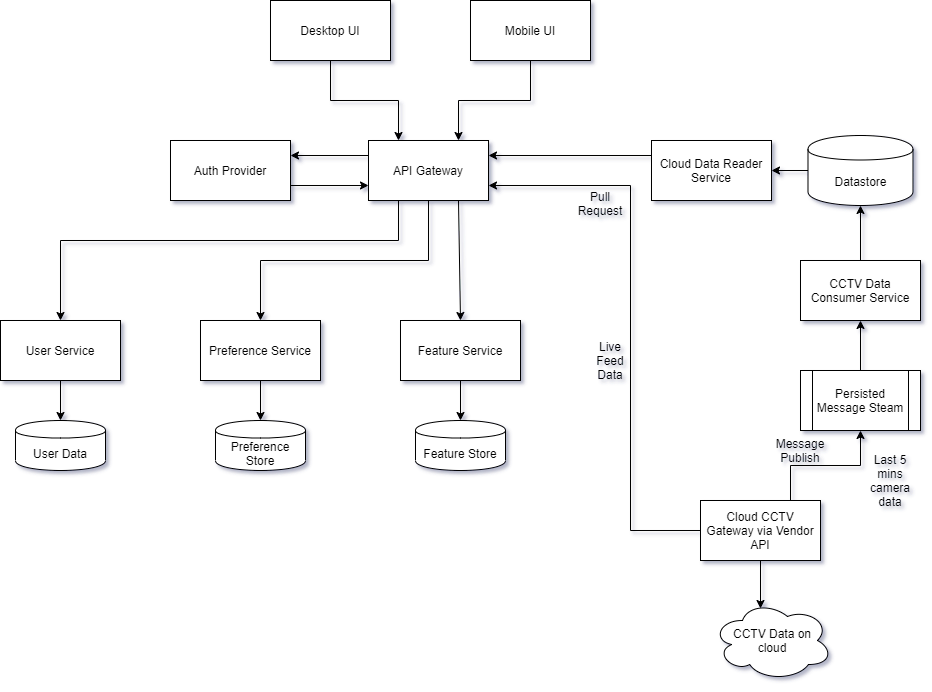 Desktop UI
Mobile UI
Auth Provider
API Gateway
Cloud Data Reader
Service
Datastore
Pull
Request
CCTV Data
Consumer Service
User Service
Preference Service
Feature Service
Live
Feed
Data
Persisted
Message Steam
User Data
Preference
Store
Feature Store
Message
Publish
Last 5
mins
camera
data
Cloud CCTV
Gateway via Vendor
API
CCTV Data on
cloud